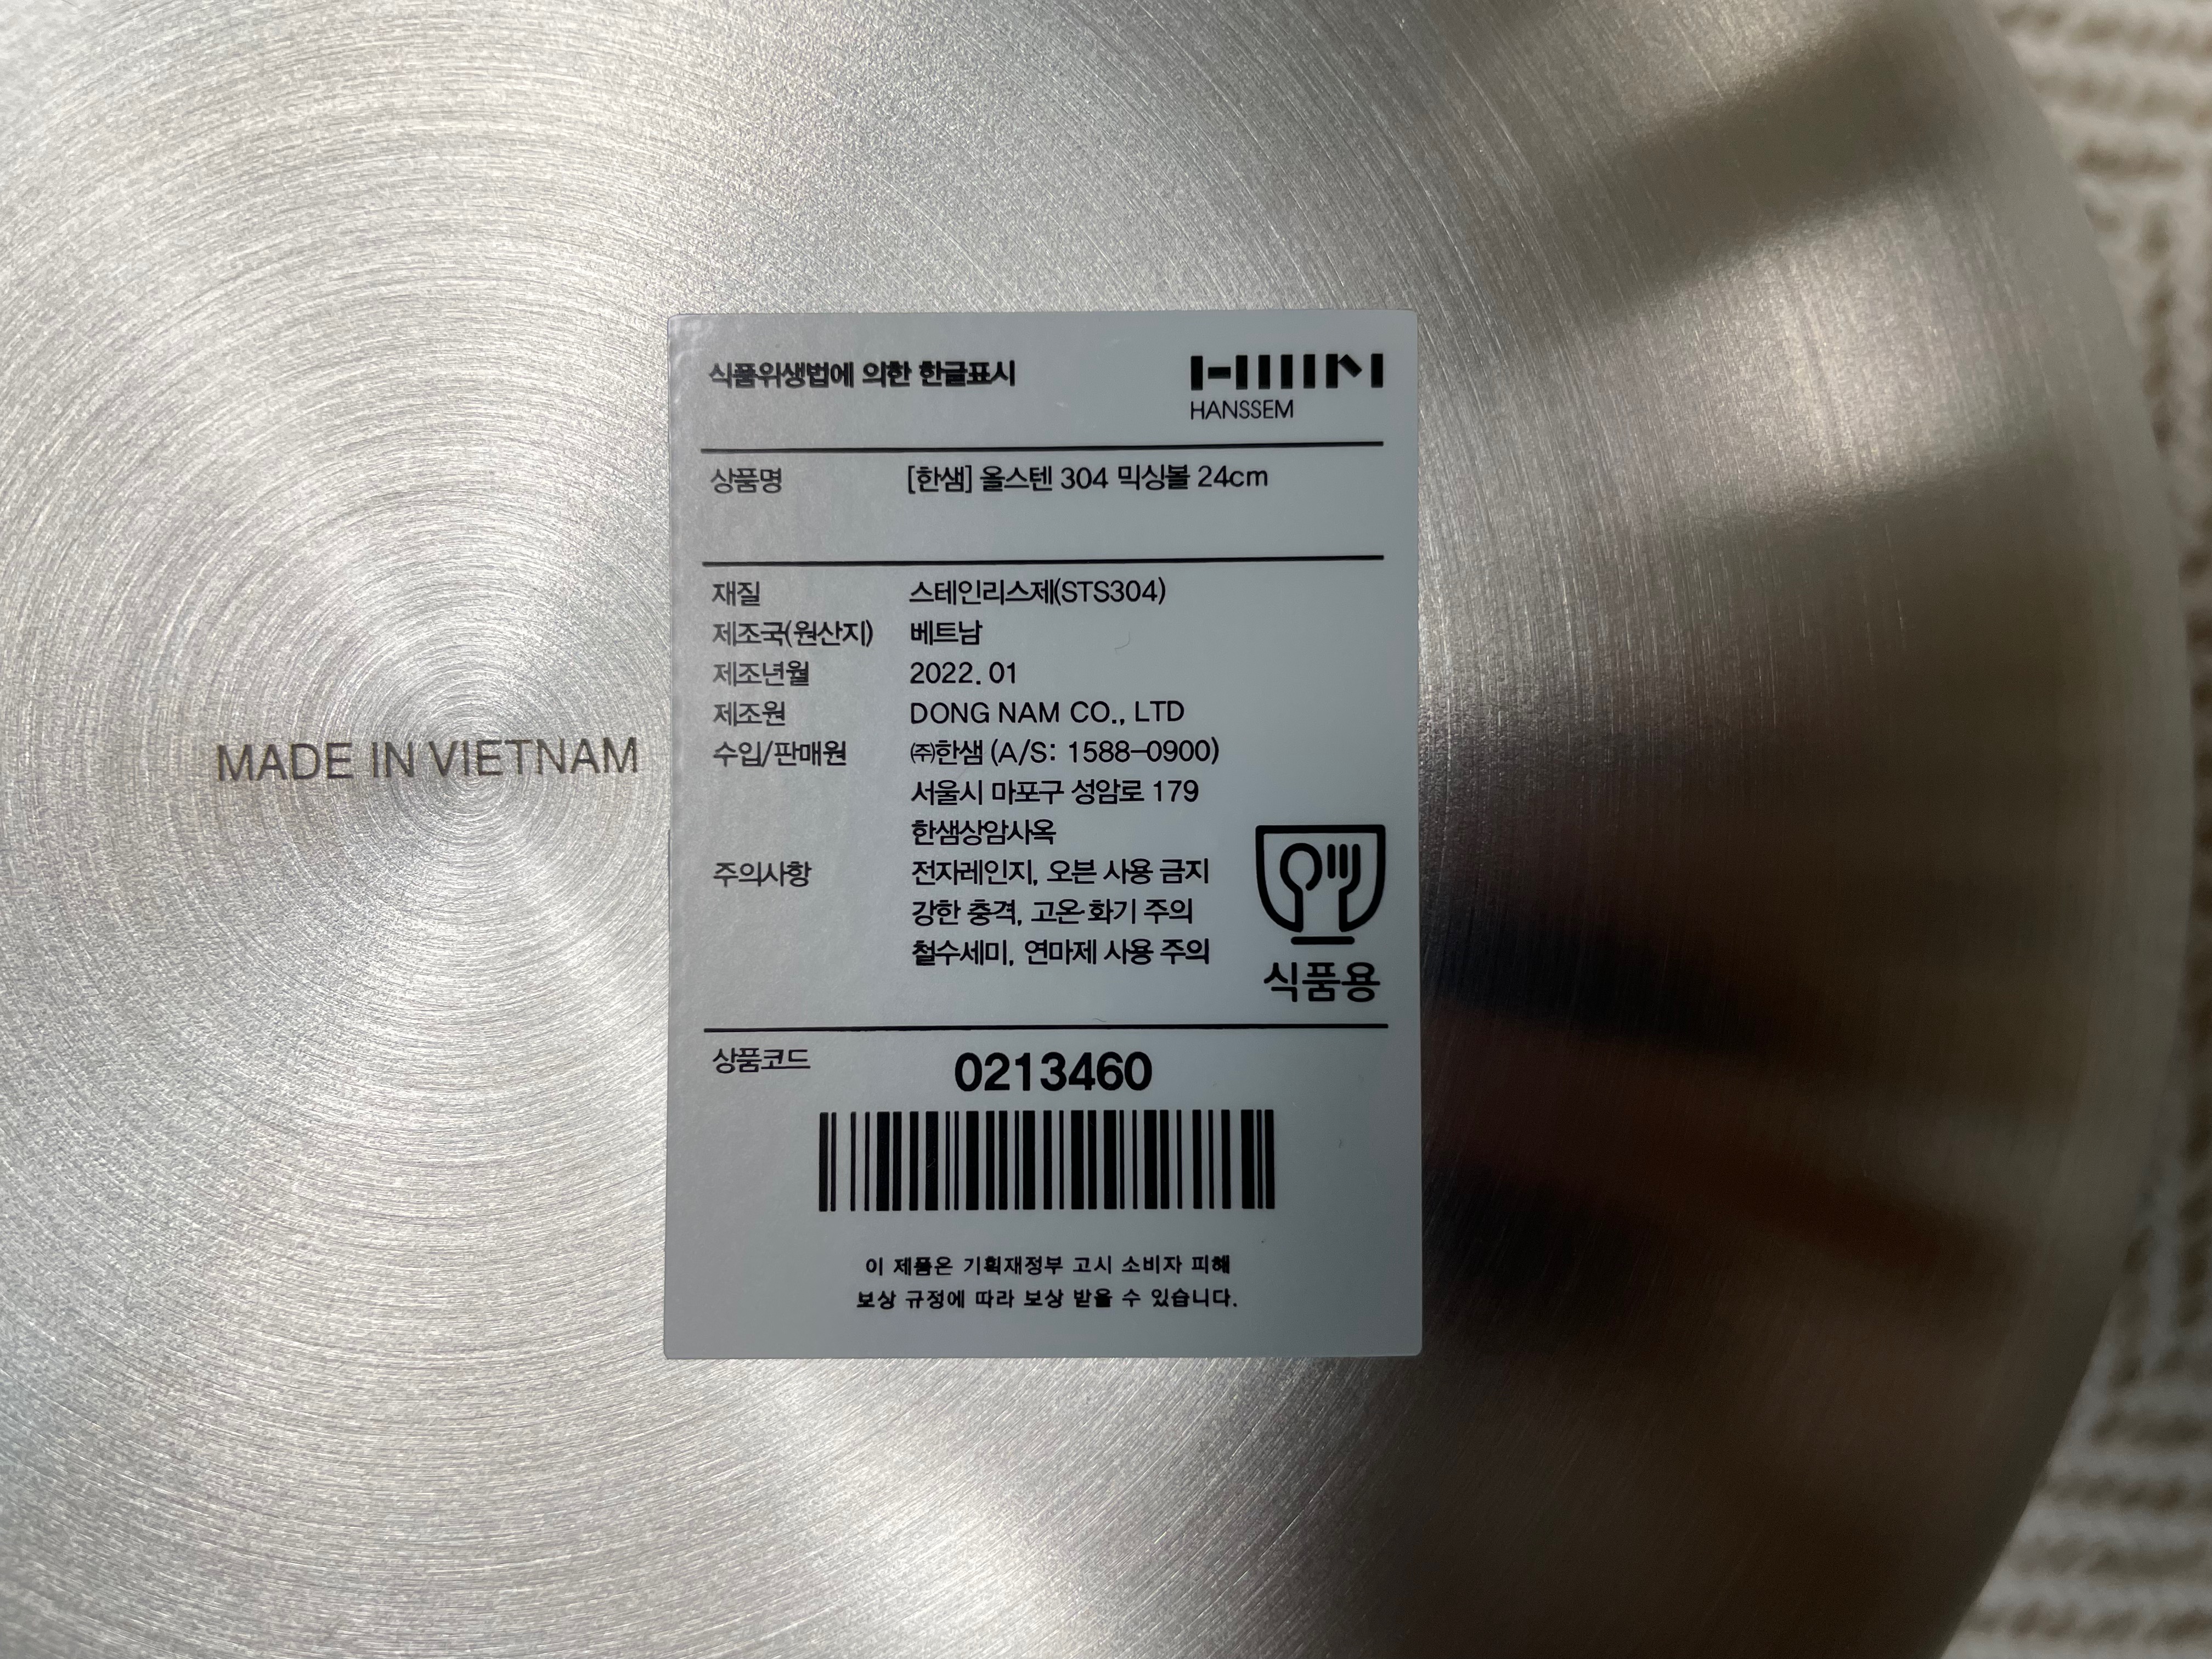 MADE IN VIETNAM
식품위생법에 의한 한글표시
HANSSEM
상품명 [한샘] 올스텐 304 믹싱볼 24cm
재질 스테인리스제(STS304)
제조국(원산지) 베트남
제조년월 2022. 01
제조원 DONG NAM CO., LTD
수입/판매원 ㈜한샘 (A/S: 1588-0900)
서울시 마포구 성암로 179
한샘상암사옥
주의사항 전자레인지, 오븐 사용 금지
강한 충격, 고온·화기 주의
철수세미, 연마제 사용 주의
식품용
상품코드 0213460
이 제품은 기획재정부 고시 소비자 피해
보상 규정에 따라 보상 받을 수 있습니다.